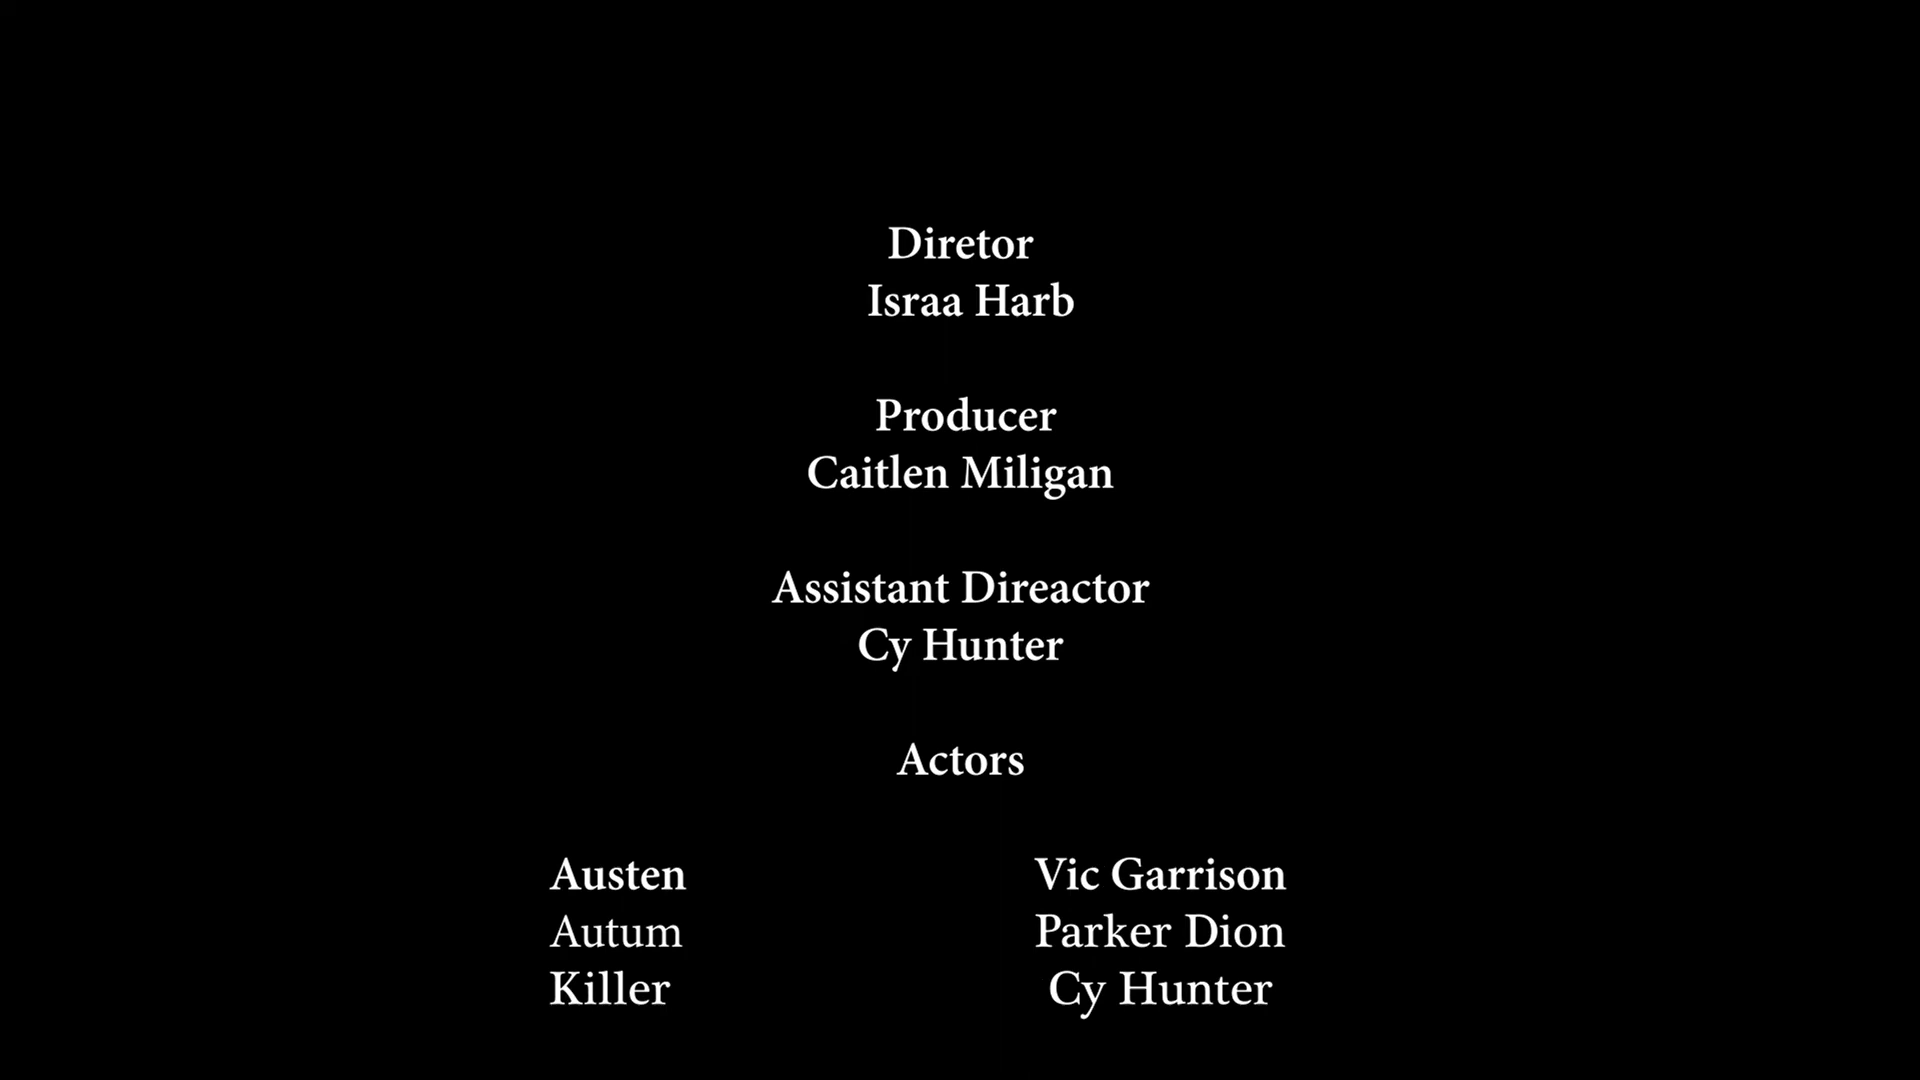 Diretor
Israa Harb
Producer
Caitlen Miligan
Assistant Direactor
Cy Hunter
Actors
Austen Vic Garrison
Autum Parker Dion
Killer Cy Hunter